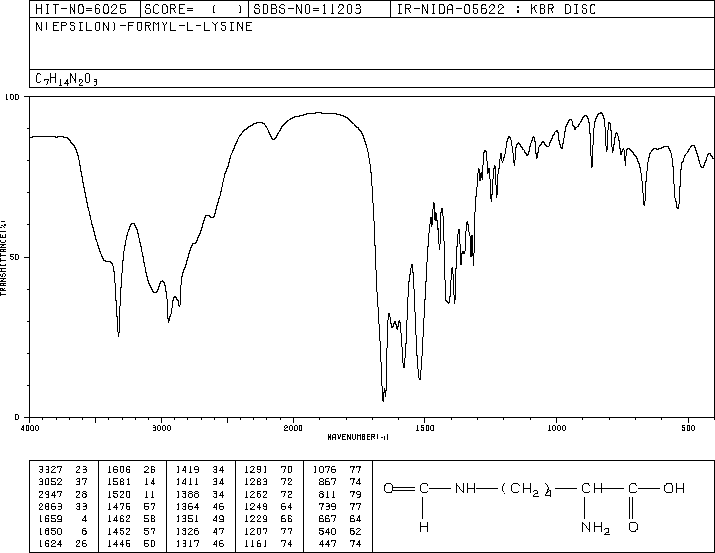 HIT-NO=6025 SCORE= ( ) SDBS-NO=11203 IR-NIDA-05622 : KBR DISC
N(EPSILON)-FORMYL-L-LYSINE
C7H14N2O3
100
TRANSMITTANCE(%)
50
0
4000 3000 2000 1500 1000 500
WAVENUMBER(-1)
3327 23 1606 26 1419 34 1291 70 1076 77
3052 37 1581 14 1411 34 1283 72 867 74
2947 28 1520 11 1388 34 1262 72 811 79
2863 33 1476 67 1364 46 1249 64 739 77
1659 4 1462 58 1351 49 1229 66 667 64
1650 6 1452 57 1326 47 1207 77 540 62
1624 26 1446 60 1317 46 1161 74 447 74
O C NH (CH2)4 CH C OH
H NH2 O